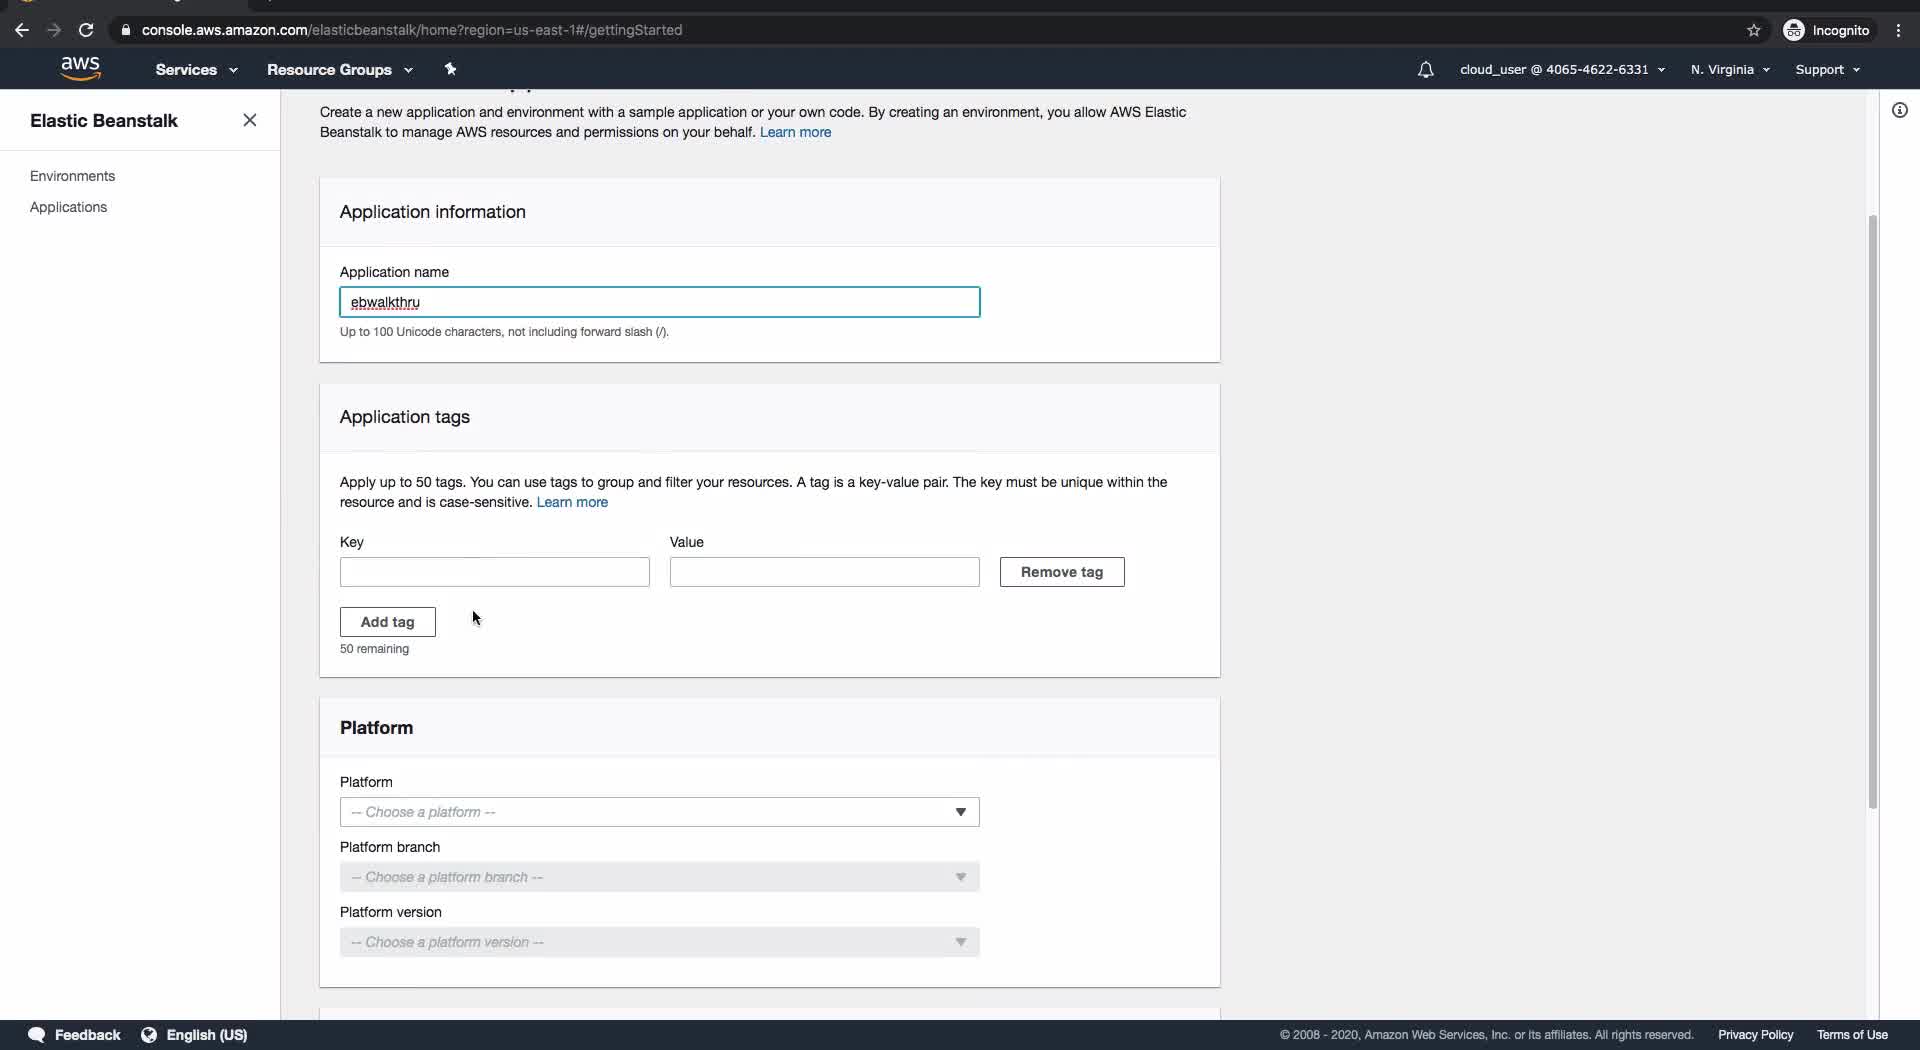 console.aws.amazon.com/elasticbeanstalk/home?region=us-east-1#/gettingStarted
Incognito
aws
Services
Resource Groups
cloud_user @ 4065-4622-6331
N. Virginia
Support
Elastic Beanstalk
Environments
Applications
Create a new application and environment with a sample application or your own code. By creating an environment, you allow AWS Elastic
Beanstalk to manage AWS resources and permissions on your behalf. Learn more
Application information
Application name
ebwalkthru
Up to 100 Unicode characters, not including forward slash (/).
Application tags
Apply up to 50 tags. You can use tags to group and filter your resources. A tag is a key-value pair. The key must be unique within the
resource and is case-sensitive. Learn more
Key
Value
Remove tag
Add tag
50 remaining
Platform
Platform
-- Choose a platform --
Platform branch
-- Choose a platform branch --
Platform version
-- Choose a platform version --
Feedback
English (US)
© 2008 - 2020, Amazon Web Services, Inc. or its affiliates. All rights reserved.
Privacy Policy
Terms of Use